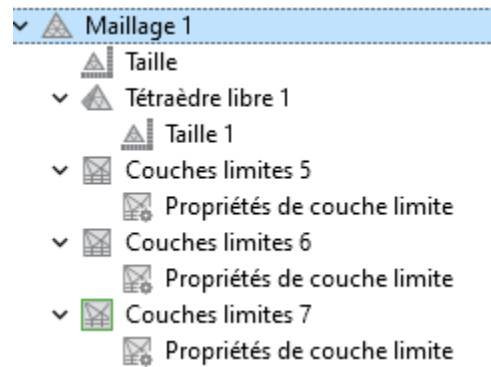 Maillage 1
Taille
Tétraèdre libre 1
Taille 1
Couches limites 5
Propriétés de couche limite
Couches limites 6
Propriétés de couche limite
Couches limites 7
Propriétés de couche limite